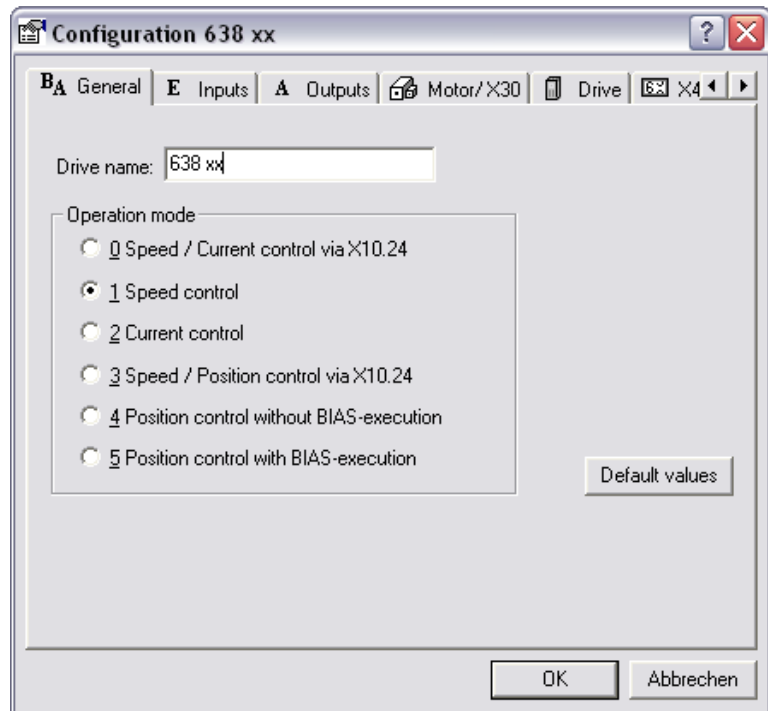 Configuration 638 xx
BA General E Inputs A Outputs Motor/X30 Drive X4
Drive name: 638 xx
Operation mode
0 Speed / Current control via X10.24
1 Speed control
2 Current control
3 Speed / Position control via X10.24
4 Position control without BIAS-execution
5 Position control with BIAS-execution
Default values
OK Abbrechen